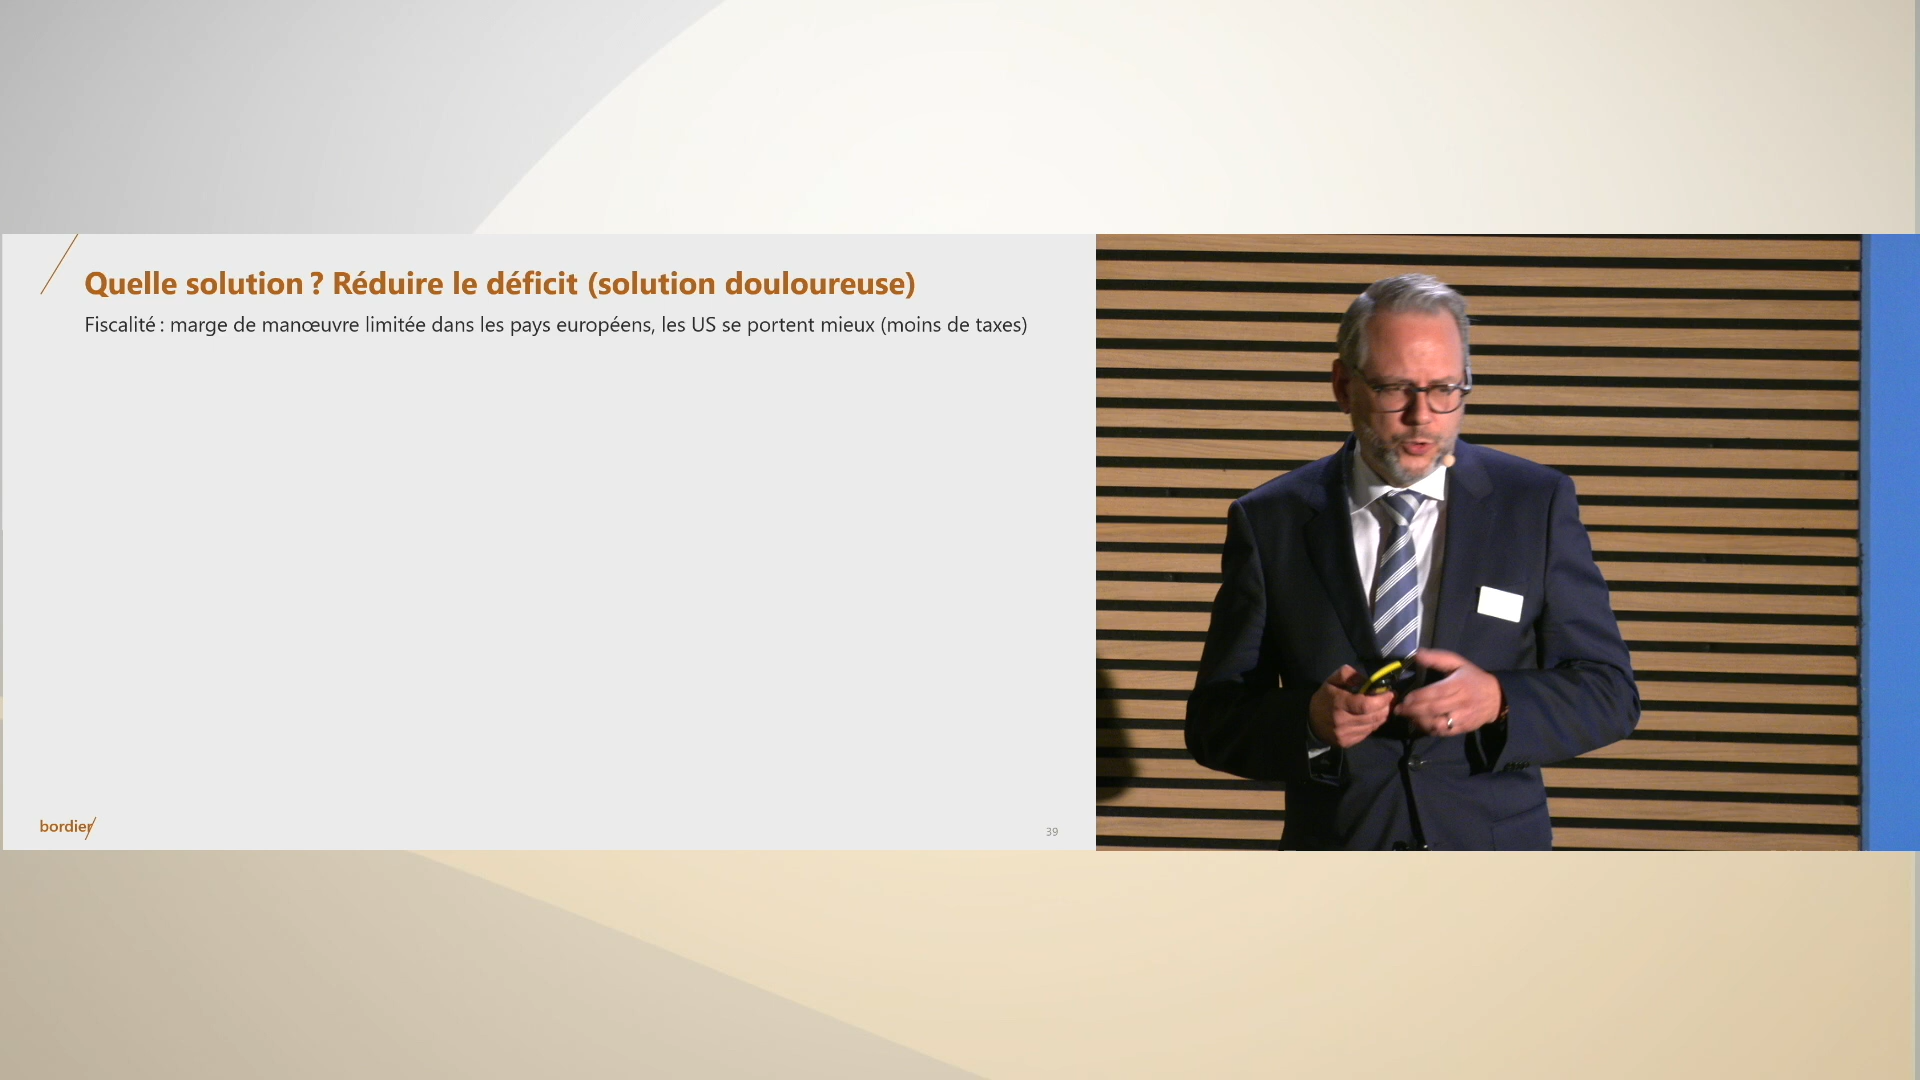 Quelle solution ? Réduire le déficit (solution douloureuse)
Fiscalité : marge de manœuvre limitée dans les pays européens, les US se portent mieux (moins de taxes)
bordier
39